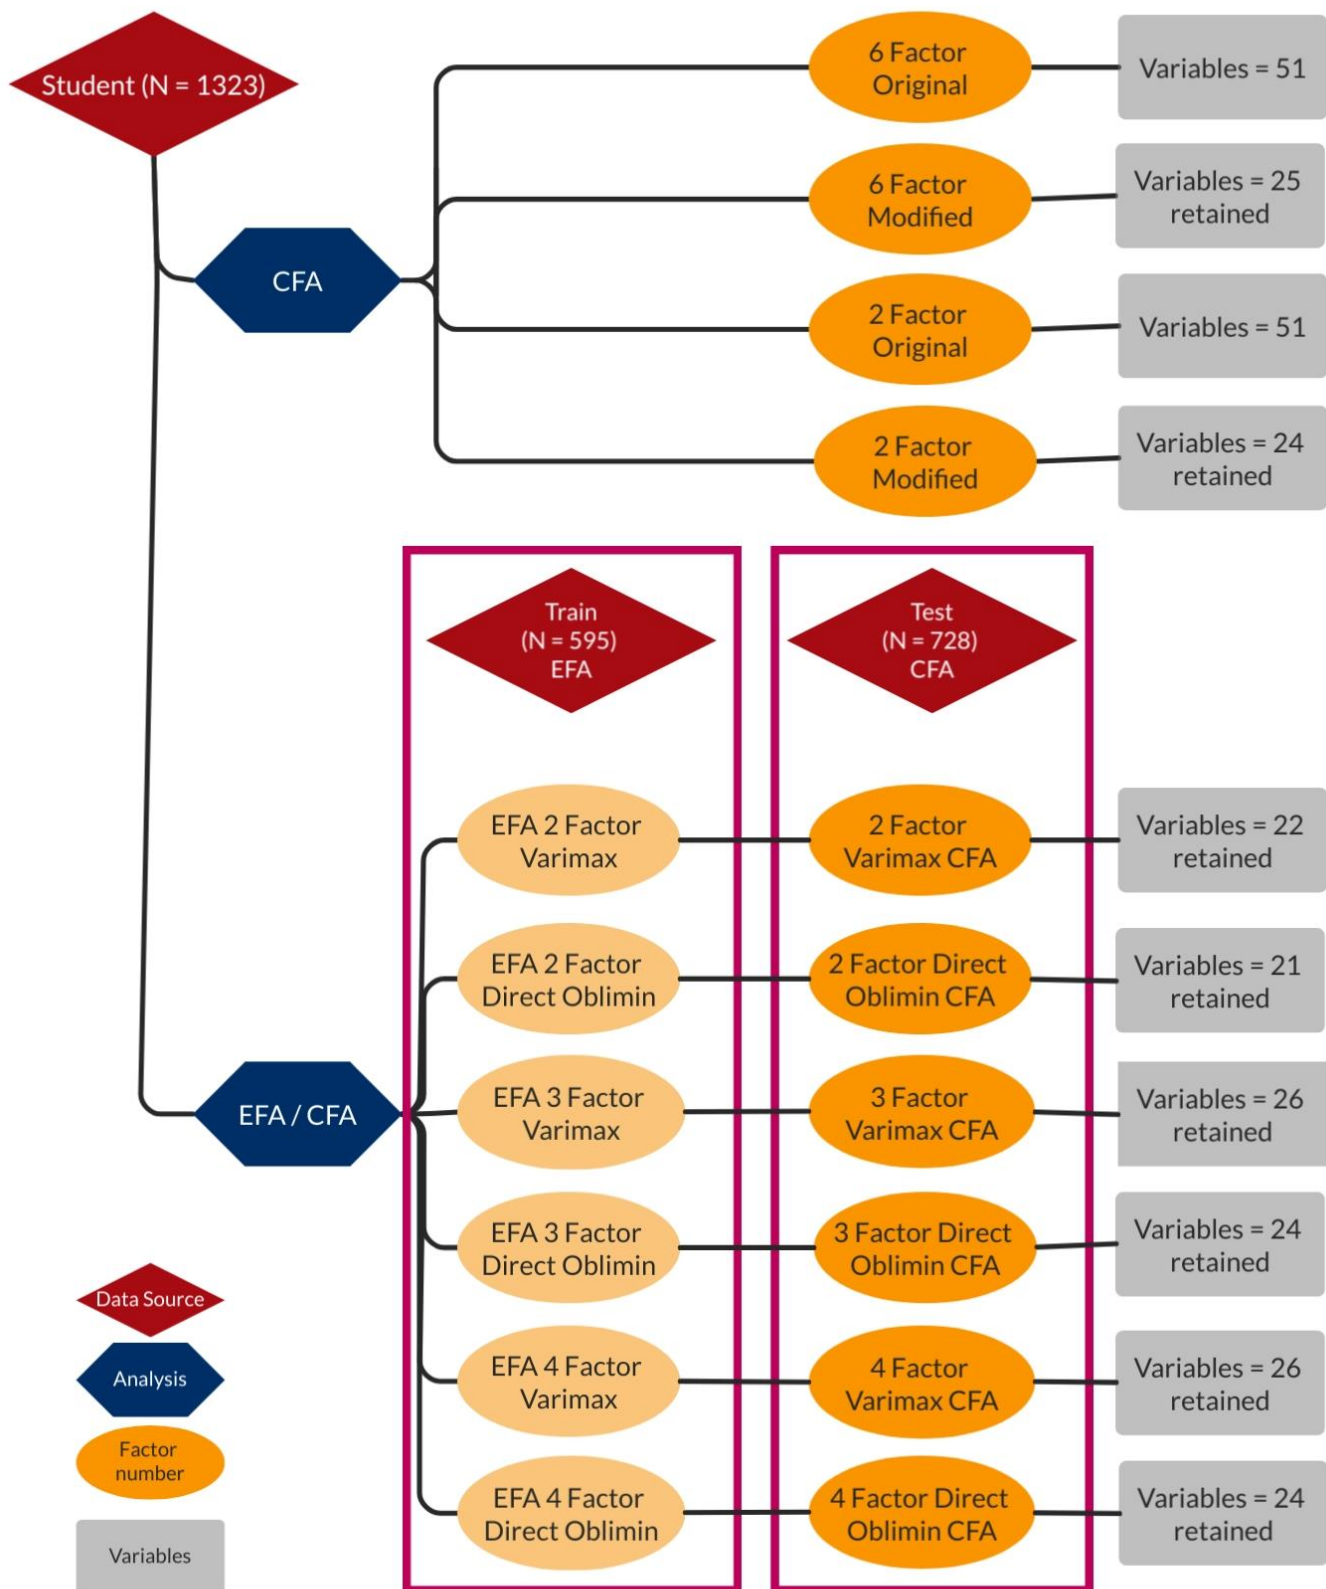 Student (N = 1323)
CFA
6 Factor
Original
Variables = 51
6 Factor
Modified
Variables = 25
retained
2 Factor
Original
Variables = 51
2 Factor
Modified
Variables = 24
retained
Train
(N = 595)
EFA
Test
(N = 728)
CFA
EFA / CFA
EFA 2 Factor
Varimax
2 Factor
Varimax CFA
Variables = 22
retained
EFA 2 Factor
Direct Oblimin
2 Factor Direct
Oblimin CFA
Variables = 21
retained
EFA 3 Factor
Varimax
3 Factor
Varimax CFA
Variables = 26
retained
EFA 3 Factor
Direct Oblimin
3 Factor Direct
Oblimin CFA
Variables = 24
retained
EFA 4 Factor
Varimax
4 Factor
Varimax CFA
Variables = 26
retained
EFA 4 Factor
Direct Oblimin
4 Factor Direct
Oblimin CFA
Variables = 24
retained
Data Source
Analysis
Factor
number
Variables